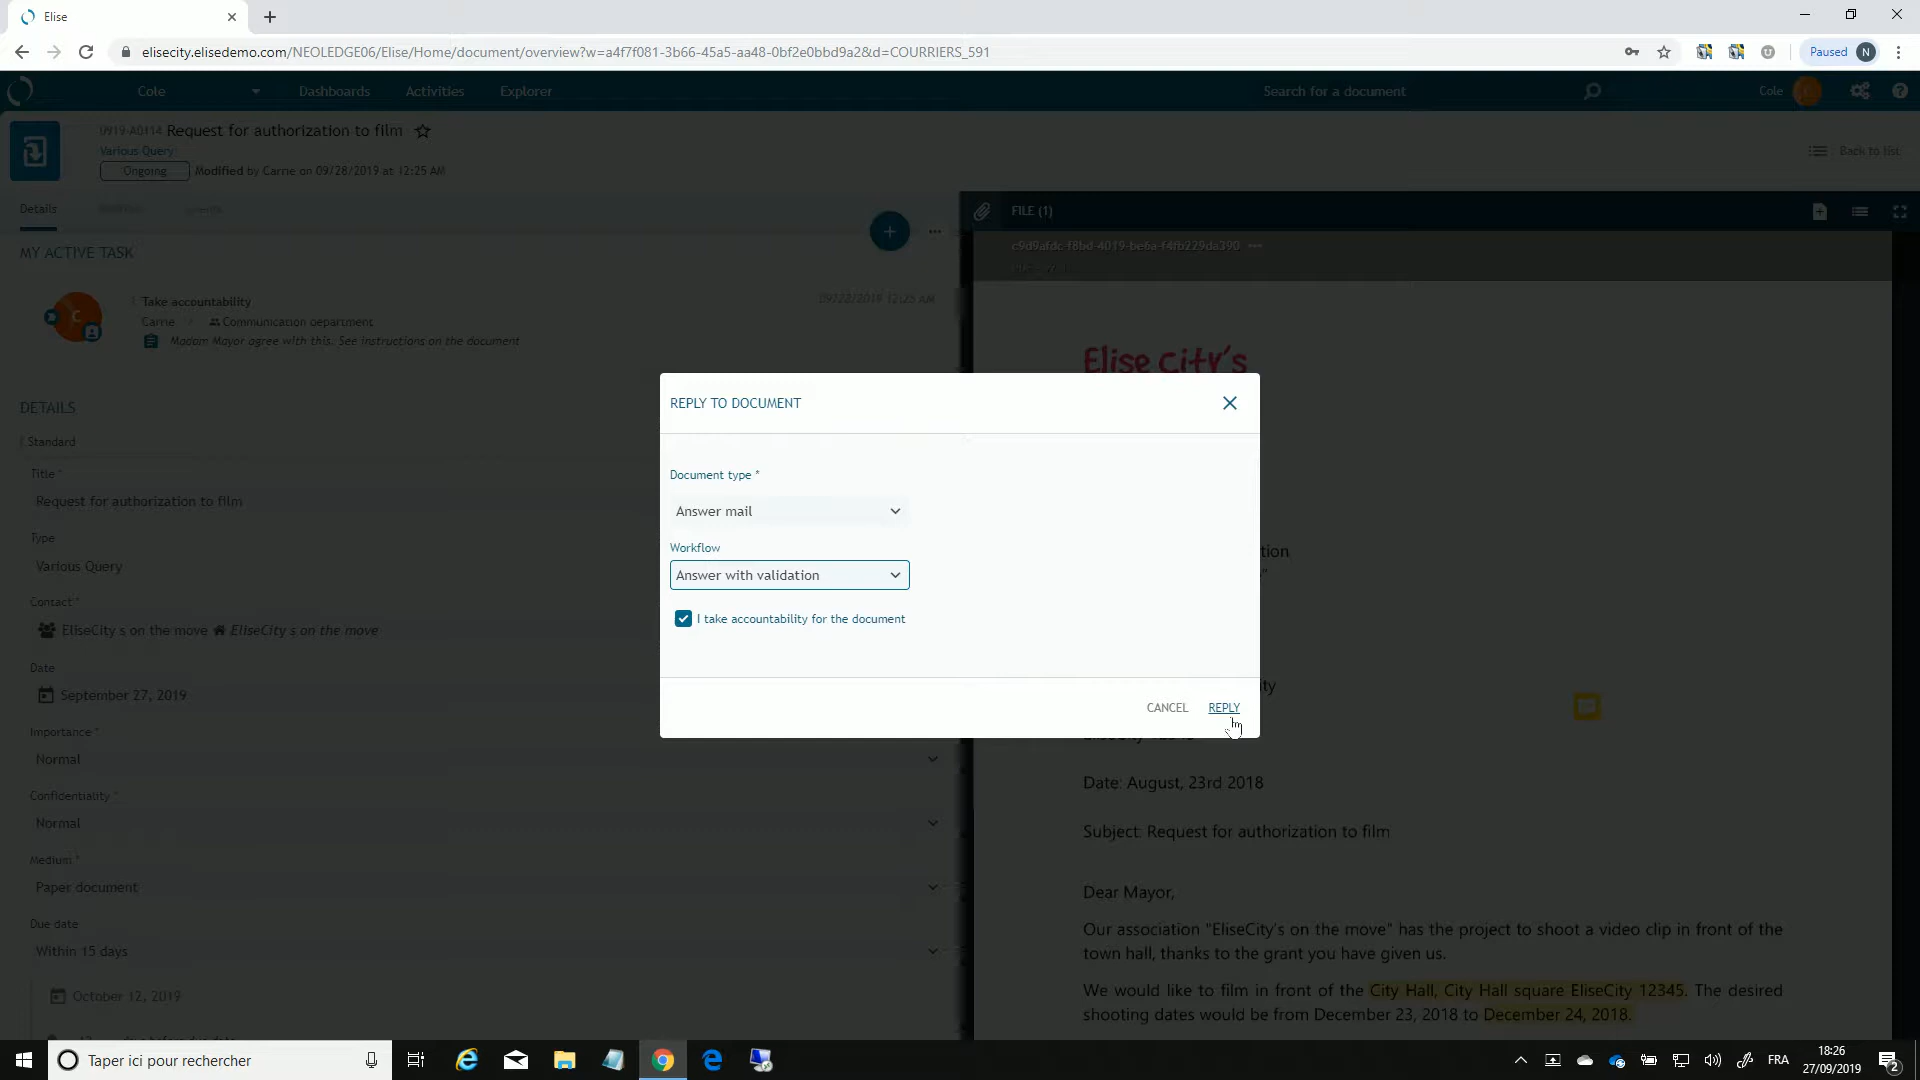 Elise
elisecity.elisedemo.com/NEOLEDGE06/Elise/Home/document/overview?w=a4f7f081-3b66-45a5-aa48-0bf2e0bbd9a2&d=COURRIERS_591
Paused N
Cole Dashboards Activities Explorer Search for a document Cole
0919-A0114 Request for authorization to film
Various Query
Ongoing Modified by Carrie on 09/28/2019 at 12:25 AM
Back to list
Details
FILE (1)
MY ACTIVE TASK
c9d9afdc-f8bd-4019-be6a-f4fb229da390
Take accountability
Carrie Communication department
Madam Mayor agree with this. See instructions on the document
C
Elise City's
DETAILS
Standard
Title *
Request for authorization to film
Type
Various Query
Contact *
EliseCity s on the move EliseCity s on the move
Date
September 27, 2019
Importance *
Normal
Confidentiality *
Normal
Medium *
Paper document
Due date
Within 15 days
October 12, 2019
REPLY TO DOCUMENT
Document type *
Answer mail
Workflow
Answer with validation
I take accountability for the document
CANCEL REPLY
Date: August, 23rd 2018
Subject: Request for authorization to film
Dear Mayor,
Our association "EliseCity's on the move" has the project to shoot a video clip in front of the
town hall, thanks to the grant you have given us.
We would like to film in front of the City Hall, City Hall square EliseCity 12345. The desired
shooting dates would be from December 23, 2018 to December 24, 2018.
Taper ici pour rechercher
FRA
18:26
27/09/2019
2